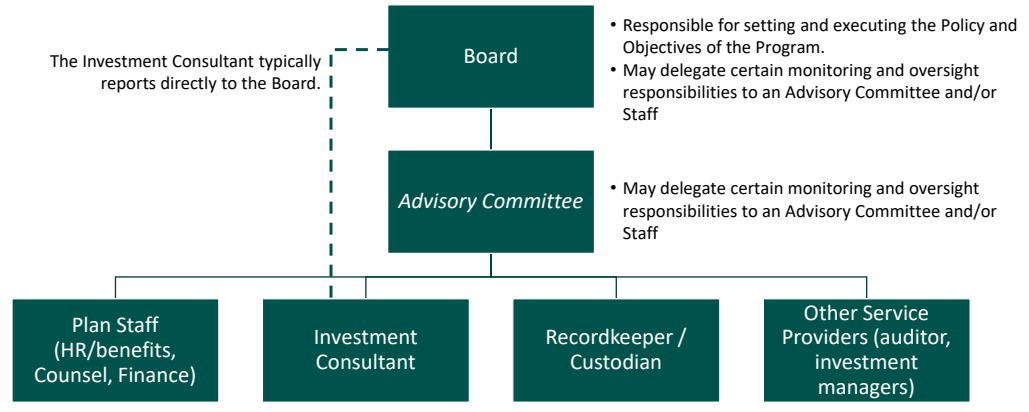 The Investment Consultant typically
reports directly to the Board.
Board
• Responsible for setting and executing the Policy and
Objectives of the Program.
• May delegate certain monitoring and oversight
responsibilities to an Advisory Committee and/or
Staff
Advisory Committee
• May delegate certain monitoring and oversight
responsibilities to an Advisory Committee and/or
Staff
Plan Staff
(HR/benefits,
Counsel, Finance)
Investment
Consultant
Recordkeeper /
Custodian
Other Service
Providers (auditor,
investment
managers)